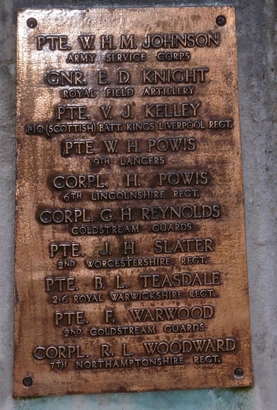 PTE. W. H. M. JOHNSON
ARMY SERVICE CORPS
GNR. E. D. KNIGHT
ROYAL FIELD ARTILLERY
PTE. V. J. KELLEY
(SCOTTISH) BATT. KINGS LIVERPOOL REGT.
PTE. W. H. POWIS
9TH LANCERS
CORPL. H. POWIS
6TH LINCOLNSHIRE REGT.
CORPL. G. H. REYNOLDS
COLDSTREAM GUARDS
PTE. J. H. SLATER
2ND WORCESTERSHIRE REGT.
PTE. B. L. TEASDALE
2-6 ROYAL WARWICKSHIRE REGT.
PTE. F. WARWOOD
2ND COLDSTREAM GUARDS
CORPL. R. L. WOODWARD
7TH NORTHAMPTONSHIRE REGT.